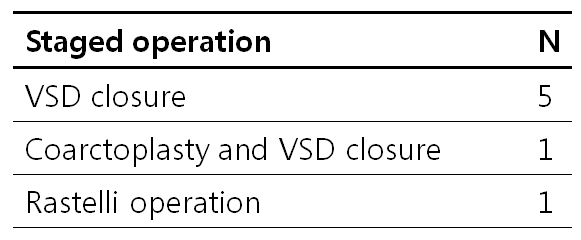 Staged operation N
VSD closure 5
Coarctoplasty and VSD closure 1
Rastelli operation 1